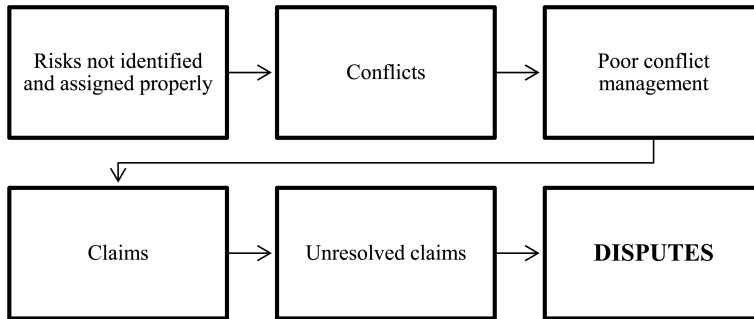 Risks not identified
and assigned properly
Conflicts
Poor conflict
management
Claims
Unresolved claims
DISPUTES